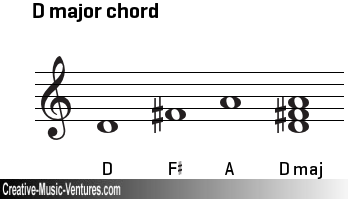 D major chord
D F♯ A D maj
Creative-Music-Ventures.com